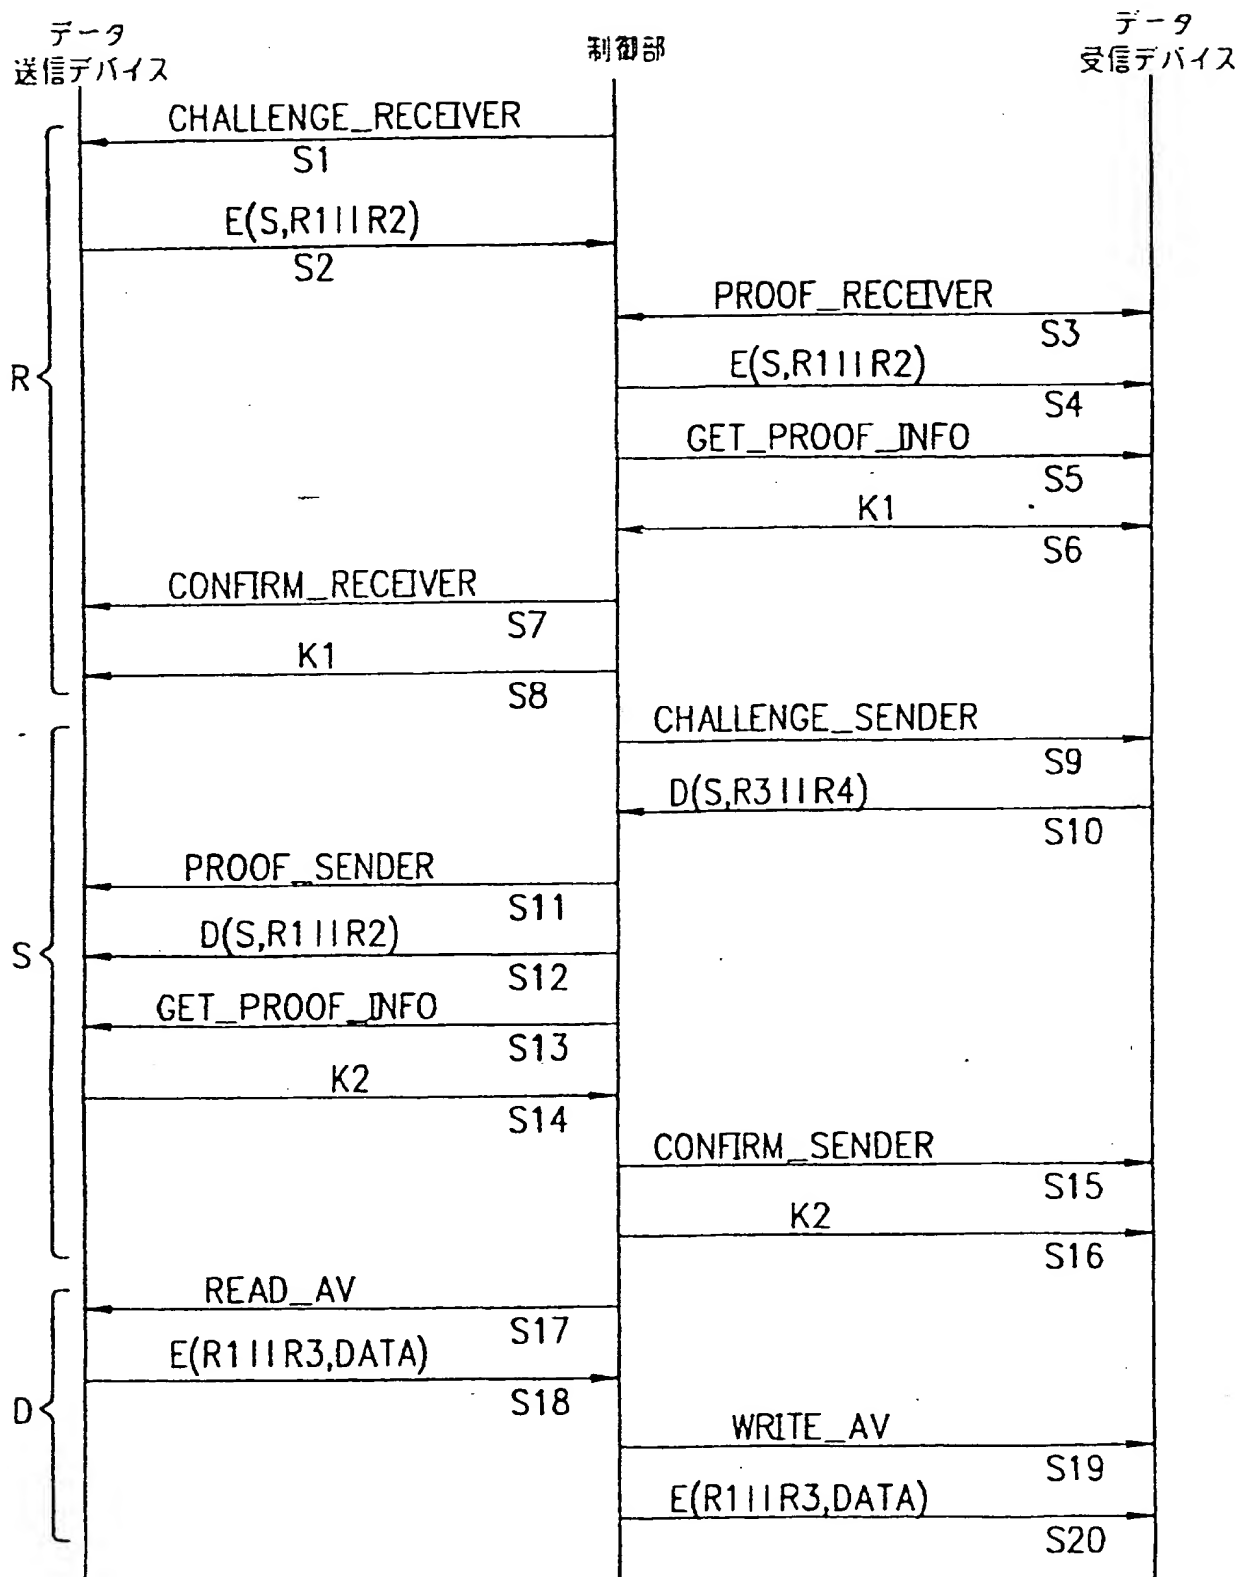 データ
送信デバイス
制御部
データ
受信デバイス
CHALLENGE_RECEIVER
S1
E(S,R1||R2)
S2
PROOF_RECEIVER
S3
E(S,R1||R2)
S4
GET_PROOF_INFO
S5
K1
S6
CONFIRM_RECEIVER
S7
K1
S8
R
CHALLENGE_SENDER
S9
D(S,R3||R4)
S10
PROOF_SENDER
S11
D(S,R1||R2)
S12
GET_PROOF_INFO
S13
K2
S14
CONFIRM_SENDER
S15
K2
S16
S
READ_AV
S17
E(R1||R3,DATA)
S18
WRITE_AV
S19
E(R1||R3,DATA)
S20
D